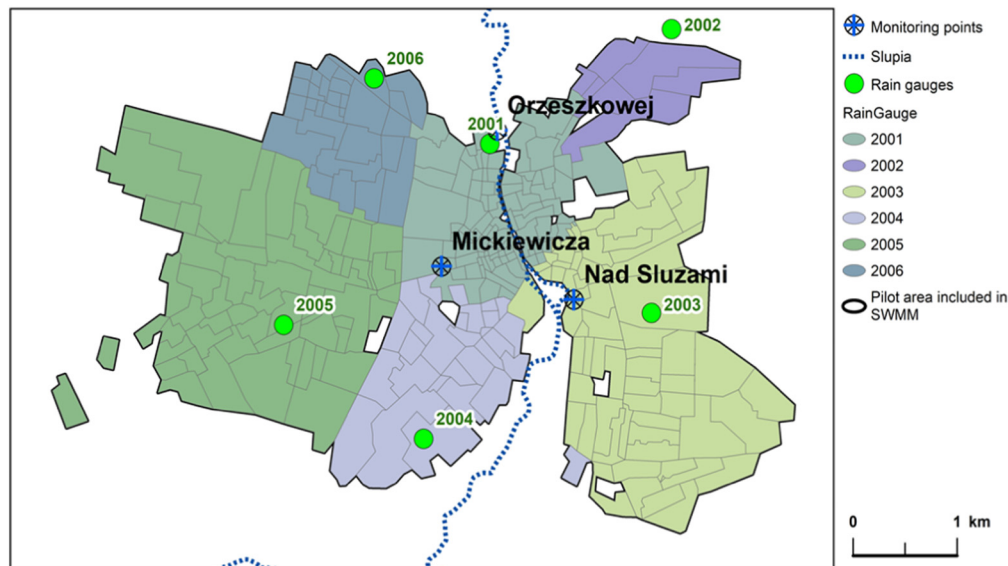 2002
2006
Orzeszkowej
2001
Mickiewicza
Nad Sluzami
2005
2003
2004
Monitoring points
Slupia
Rain gauges
RainGauge
2001
2002
2003
2004
2005
2006
Pilot area included in
SWMM
0 1 km